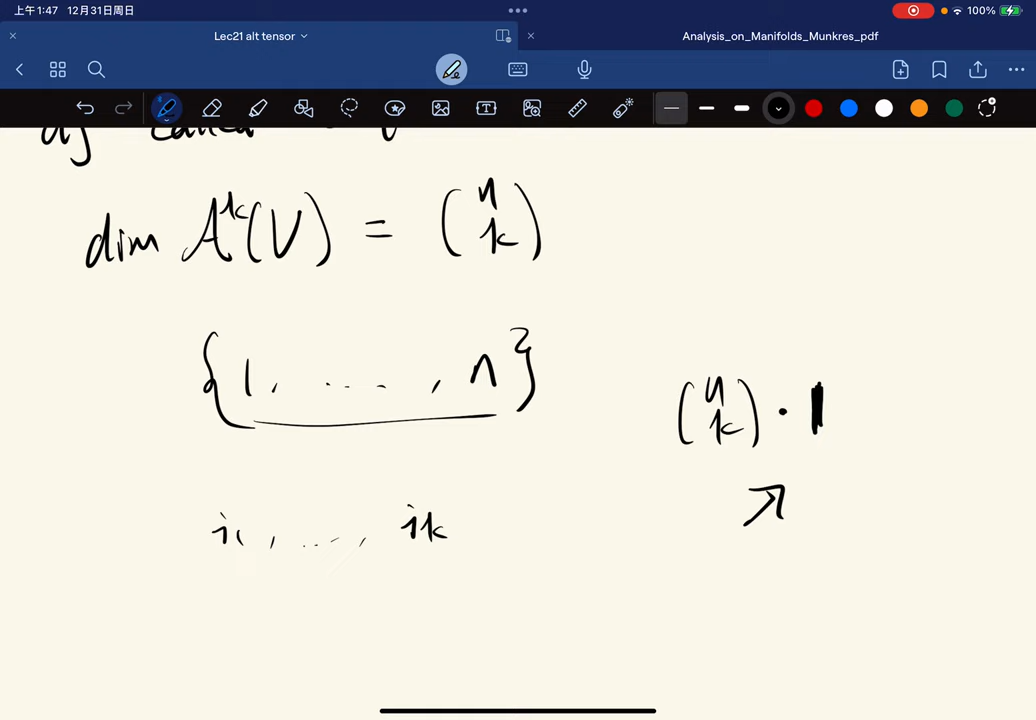 上午1:47 12月31日周日 100%
Lec21 alt tensor
Analysis_on_Manifolds_Munkres_pdf
dim A^k(V) = (n k)
{1, ...., n}
(n k) · 1
i1, ..., ik